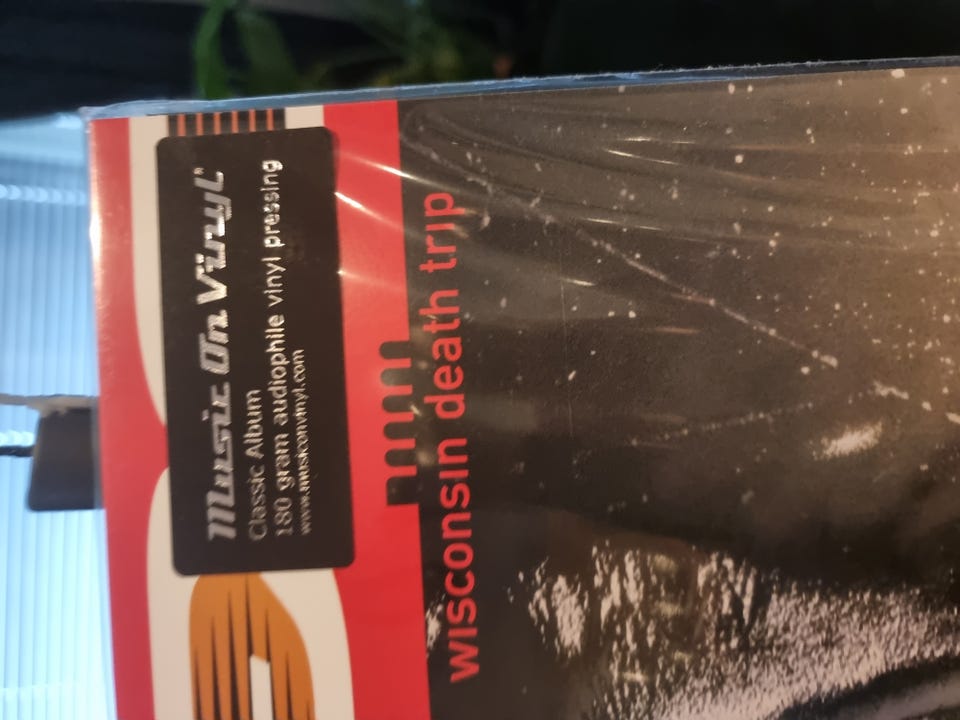 Music On Vinyl
Classic Album
180 gram audiophile vinyl pressing
www.musiconvinyl.com
wisconsin death trip